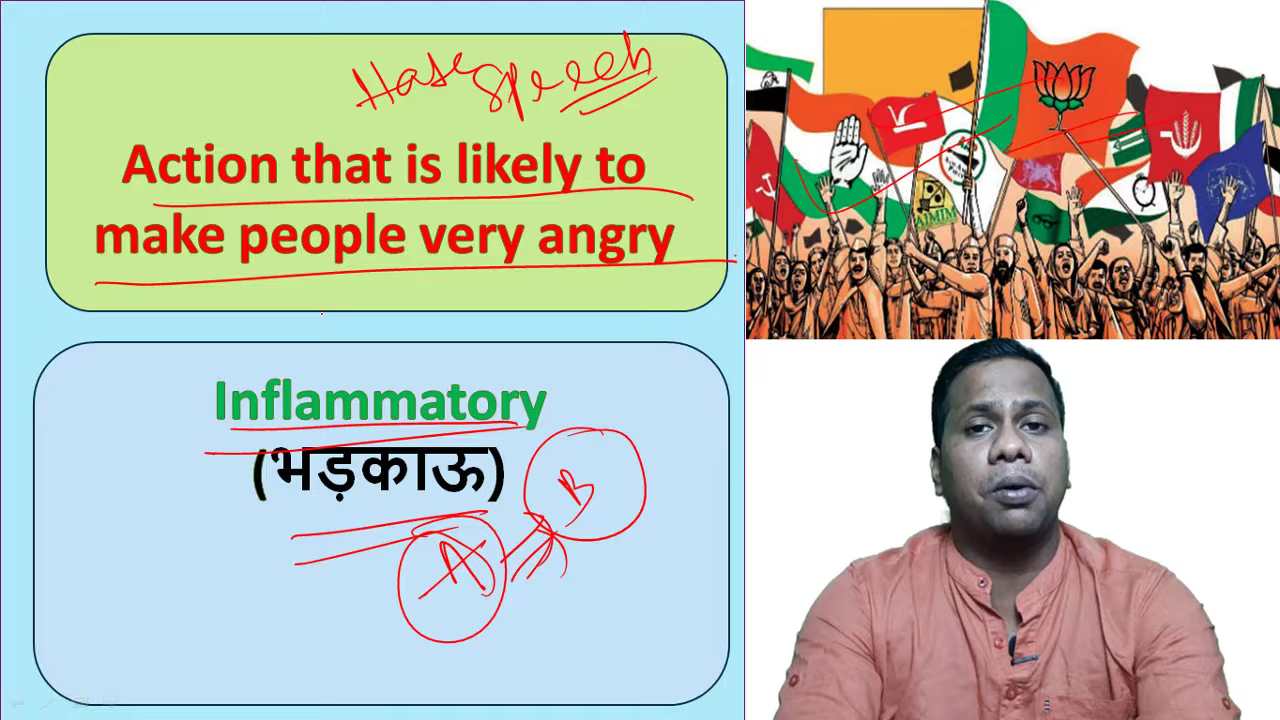 Hate Speech
Action that is likely to
make people very angry
Inflammatory
(भड़काऊ)
B
A
AIMIM